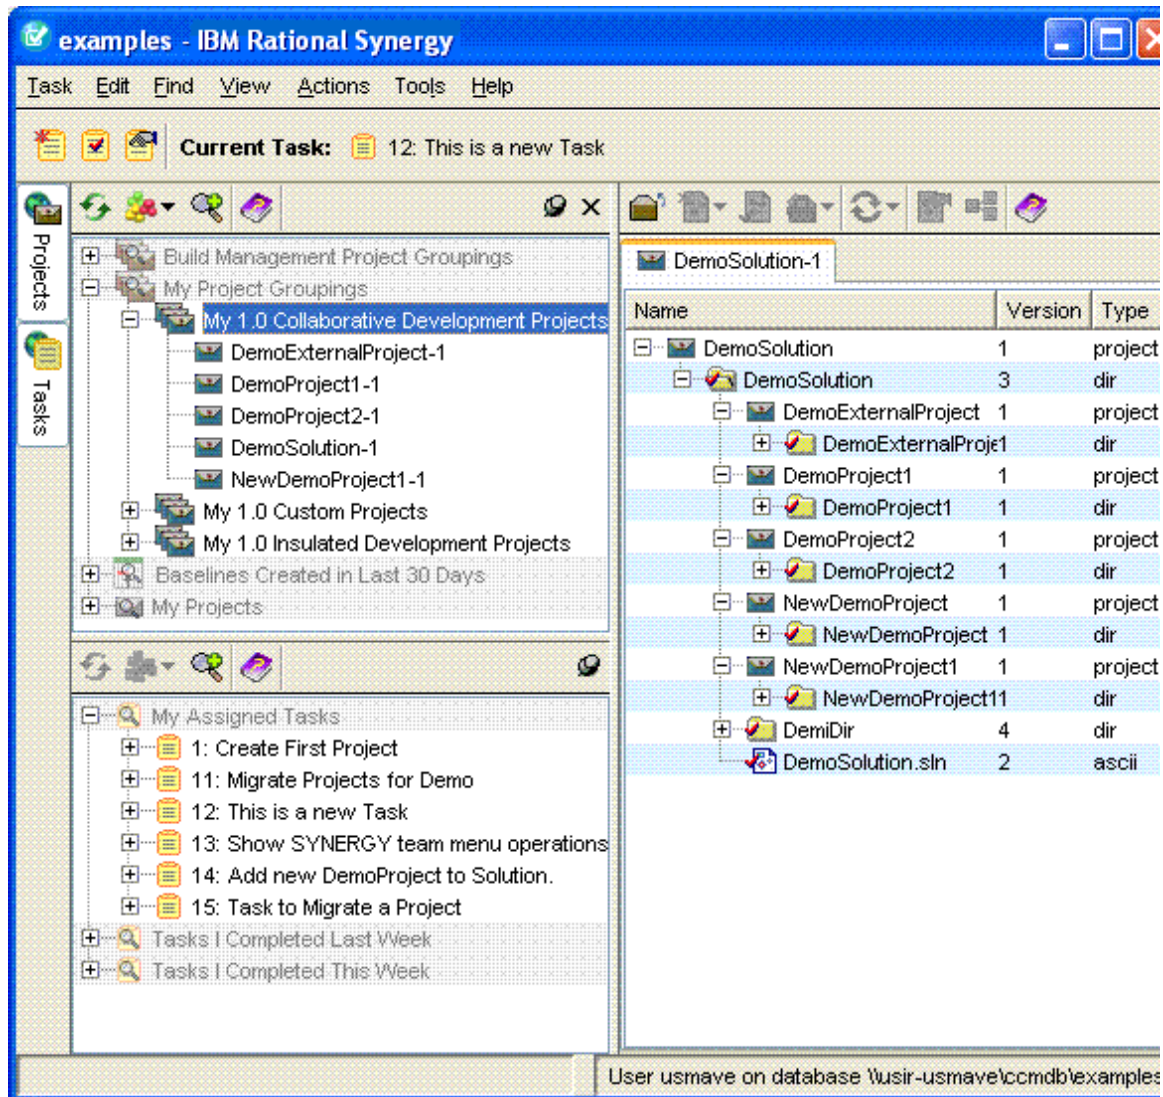 examples - IBM Rational Synergy
Task Edit Find View Actions Tools Help
Current Task: 12: This is a new Task
Projects
Tasks
Build Management Project Groupings
My Project Groupings
My 1.0 Collaborative Development Projects
DemoExternalProject-1
DemoProject1-1
DemoProject2-1
DemoSolution-1
NewDemoProject1-1
My 1.0 Custom Projects
My 1.0 Insulated Development Projects
Baselines Created in Last 30 Days
My Projects
My Assigned Tasks
1: Create First Project
11: Migrate Projects for Demo
12: This is a new Task
13: Show SYNERGY team menu operations
14: Add new DemoProject to Solution.
15: Task to Migrate a Project
Tasks I Completed Last Week
Tasks I Completed This Week
DemoSolution-1
Name Version Type
DemoSolution 1 project
DemoSolution 3 dir
DemoExternalProject 1 project
DemoExternalProje 1 dir
DemoProject1 1 project
DemoProject1 1 dir
DemoProject2 1 project
DemoProject2 1 dir
NewDemoProject 1 project
NewDemoProject 1 dir
NewDemoProject1 1 project
NewDemoProject1 1 dir
DemiDir 4 dir
DemoSolution.sln 2 ascii
User usmave on database \\usir-usmave\ccmdb\examples